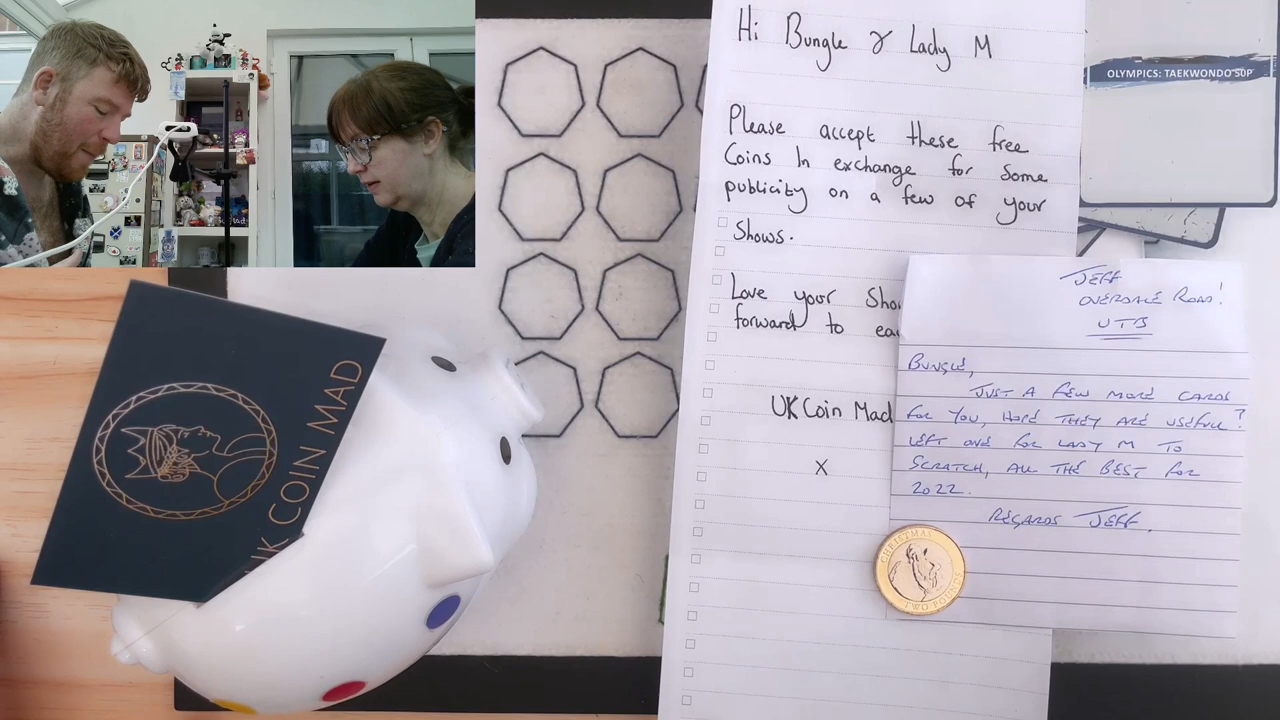 Hi Bungle & Lady M
Please accept these free
Coins In exchange for some
publicity on a few of your
Shows.
Love your Sho
forward to ea
UK Coin Mad
X
OLYMPICS: TAEKWONDO 50P
JEFF
OVERDALE ROAD!
UTB
BUNGLE,
JUST A FEW MORE CARDS
FOR YOU, HOPE THEY ARE USEFUL?
LEFT ONE FOR LADY M TO
SCRATCH, ALL THE BEST FOR
2022.
REGARDS JEFF.
CHRISTMAS
TWO POUNDS
UK COIN MAD